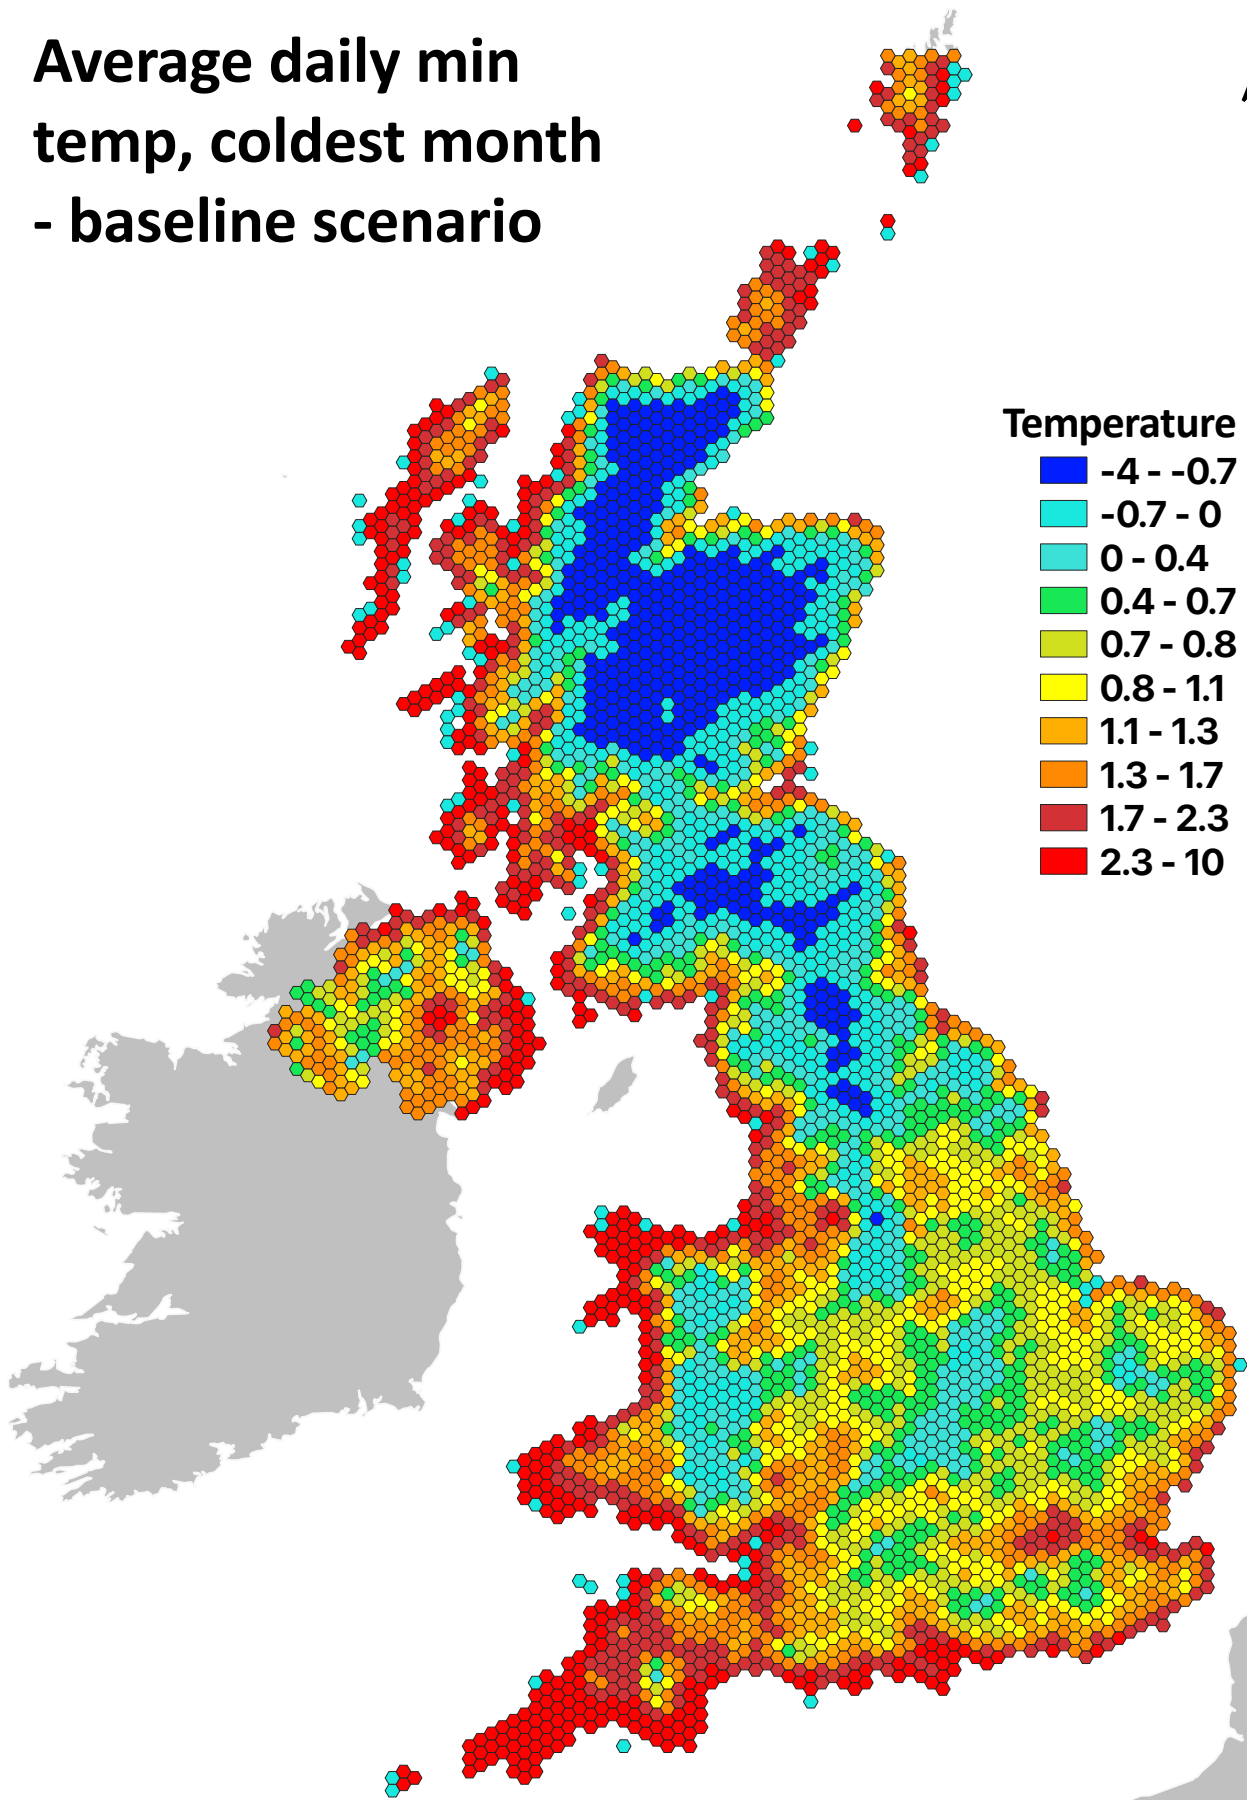 Average daily min
temp, coldest month
- baseline scenario
Temperature
-4 - -0.7
-0.7 - 0
0 - 0.4
0.4 - 0.7
0.7 - 0.8
0.8 - 1.1
1.1 - 1.3
1.3 - 1.7
1.7 - 2.3
2.3 - 10